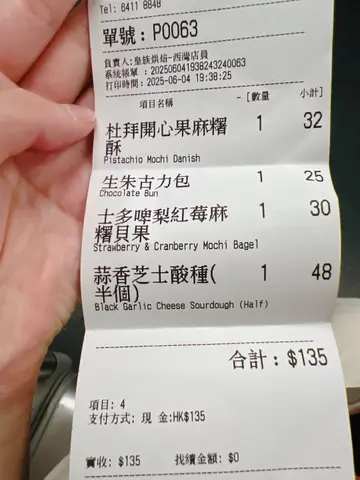 Tel: 6411 8848
單號：P0063
負責人:皇族烘焙-西灣店員
系統帳單：202506041938243240063
打印時間：2025-06-04 19:38:25
項目名稱 -[數量 小計]
杜拜開心果麻糬 1 32
酥
Pistachio Mochi Danish
生朱古力包 1 25
Chocolate Bun
士多啤梨紅莓麻 1 30
糬貝果
Strawberry & Cranberry Mochi Bagel
蒜香芝士酸種( 1 48
半個)
Black Garlic Cheese Sourdough (Half)
合計：$135
項目: 4
支付方式: 現 金:HK$135
實收: $135 找續金額: $0